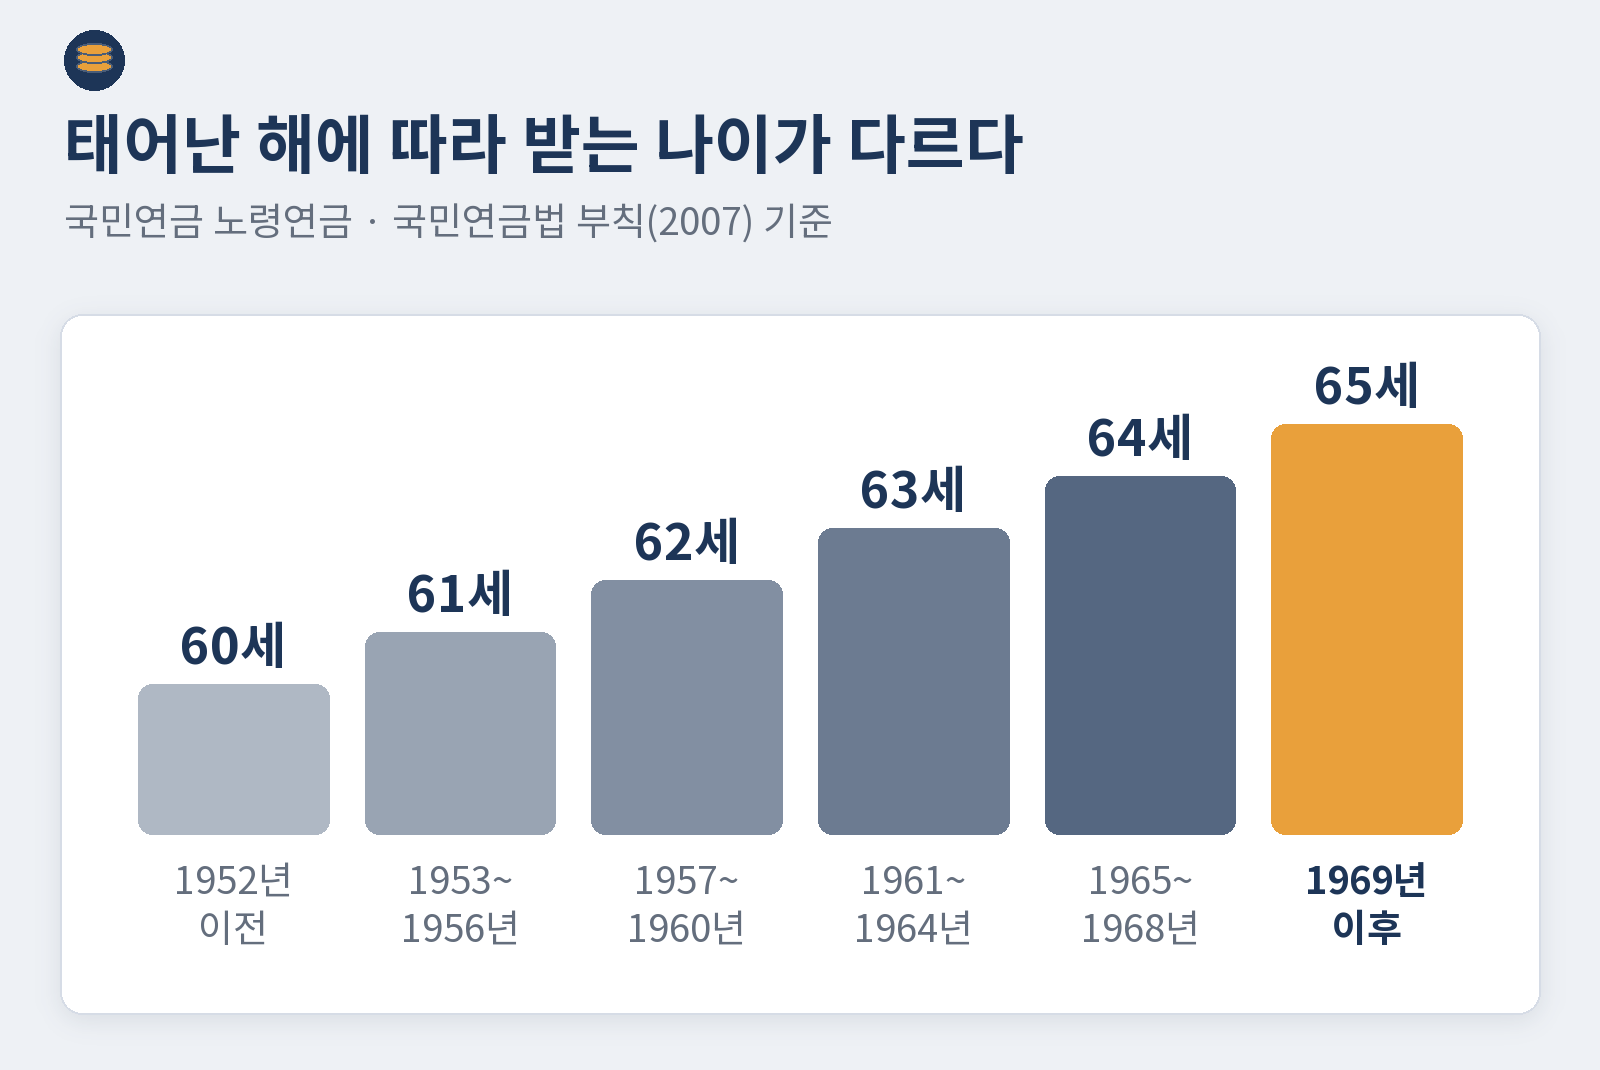 태어난 해에 따라 받는 나이가 다르다
국민연금 노령연금 · 국민연금법 부칙(2007) 기준
60세
61세
62세
63세
64세
65세
1952년
이전
1953~
1956년
1957~
1960년
1961~
1964년
1965~
1968년
1969년
이후